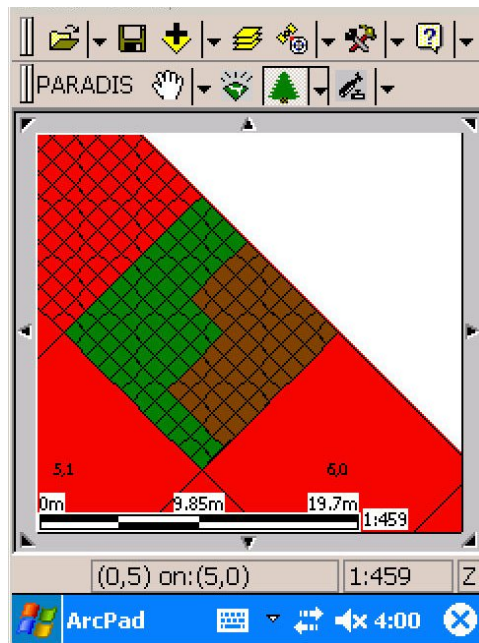 PARADIS
5,1 6,0
0m 9.85m 19.7m
1:459
(0,5) on:(5,0) 1:459 Z
ArcPad 4:00